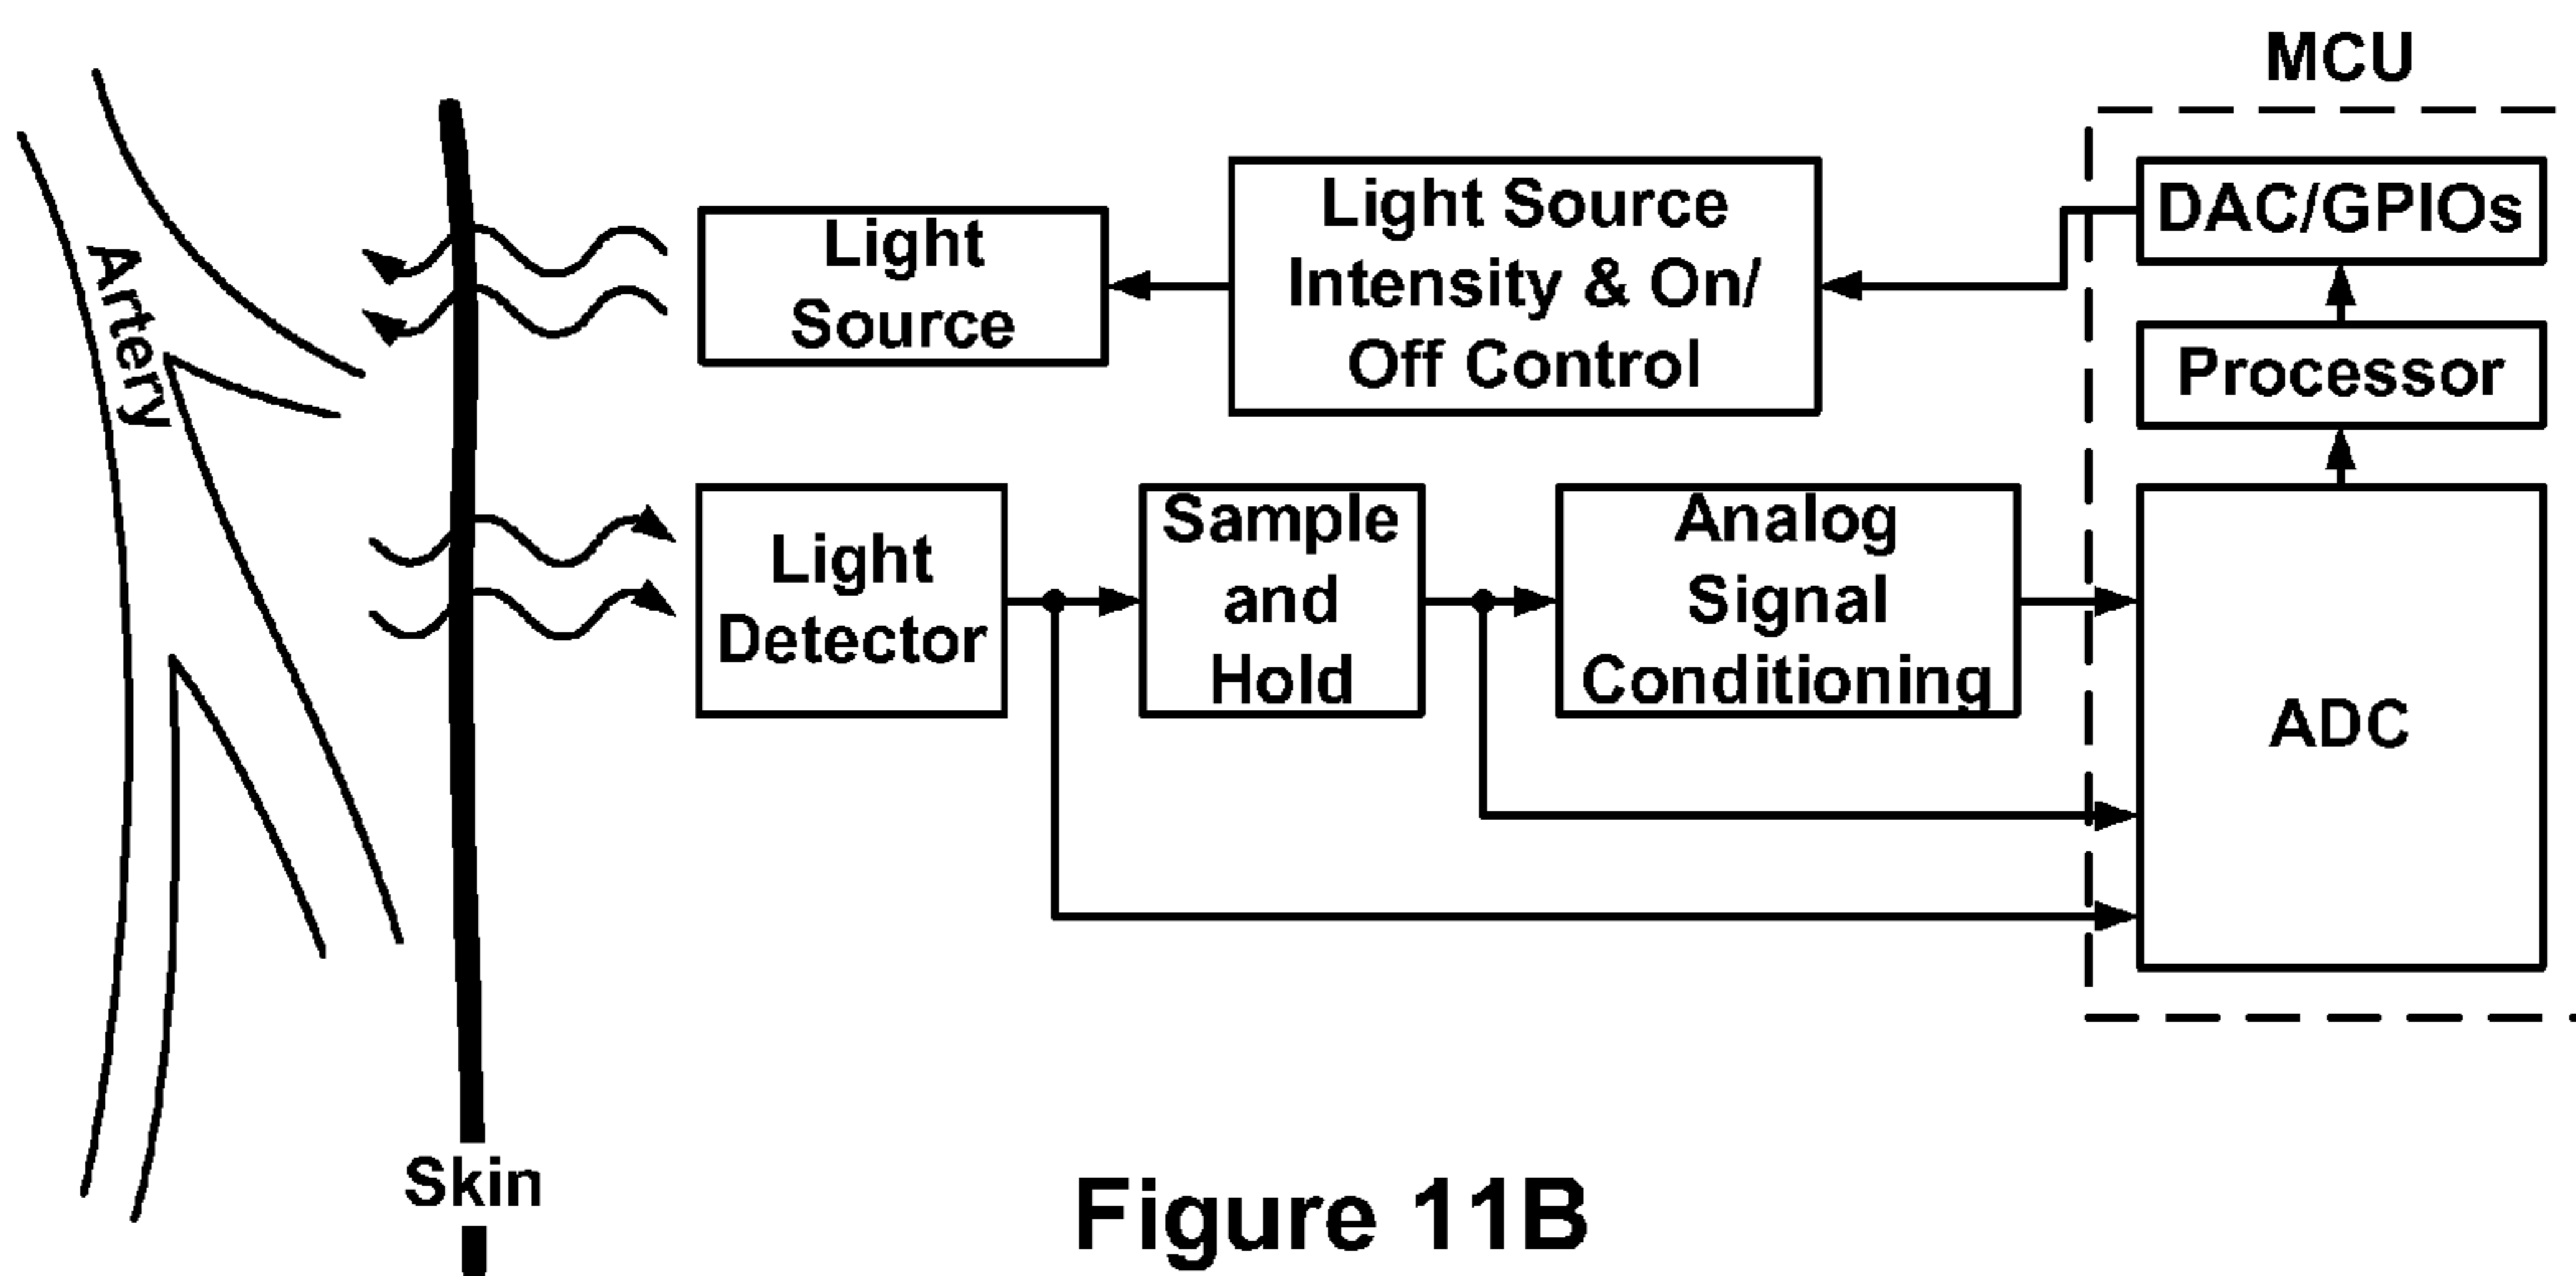 MCU
Light Source
Intensity & On/
Off Control
DAC/GPIOs
Light
Source
Artery
Processor
Light
Detector
Sample
and
Hold
Analog
Signal
Conditioning
ADC
Skin
Figure 11B